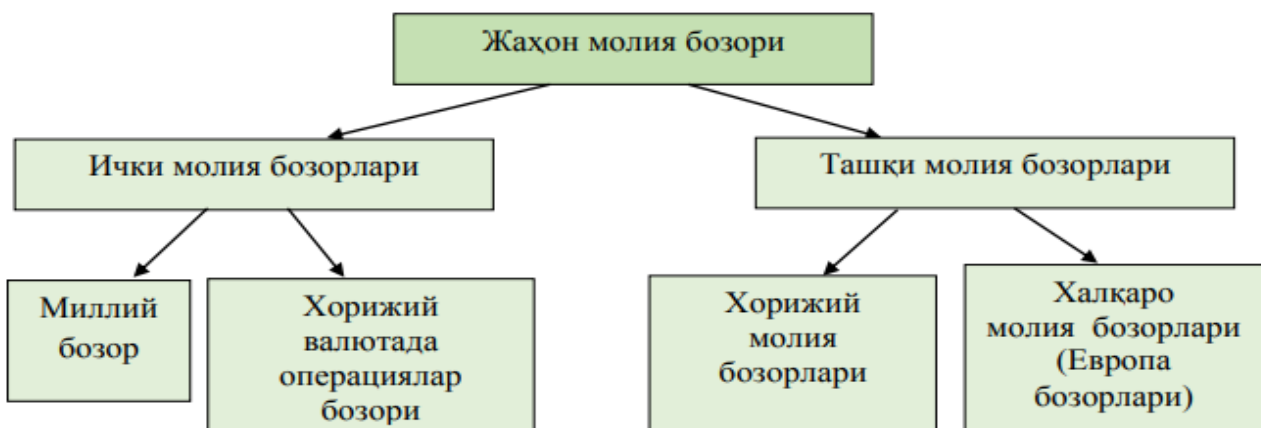 Жаҳон молия бозори
Ички молия бозорлари
Ташқи молия бозорлари
Миллий
бозор
Хорижий
валютада
операциялар
бозори
Хорижий
молия
бозорлари
Халқаро
молия бозорлари
(Европа
бозорлари)